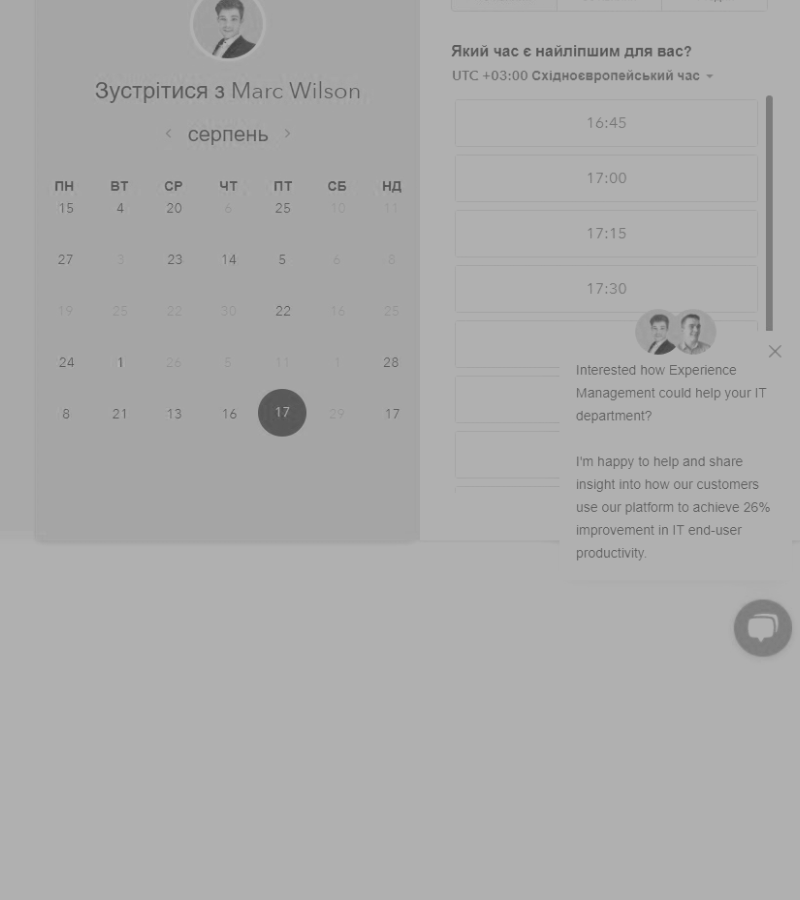 Зустрітися з Marc Wilson
серпень
ПН ВТ СР ЧТ ПТ СБ НД
15 4 20 6 25 10 11
27 3 23 14 5 6 8
19 25 22 30 22 16 25
24 1 26 5 11 1 28
8 21 13 16 17 29 17
Який час є найліпшим для вас?
UTC +03:00 Східноєвропейський час
16:45
17:00
17:15
17:30
Interested how Experience
Management could help your IT
department?
I'm happy to help and share
insight into how our customers
use our platform to achieve 26%
improvement in IT end-user
productivity.